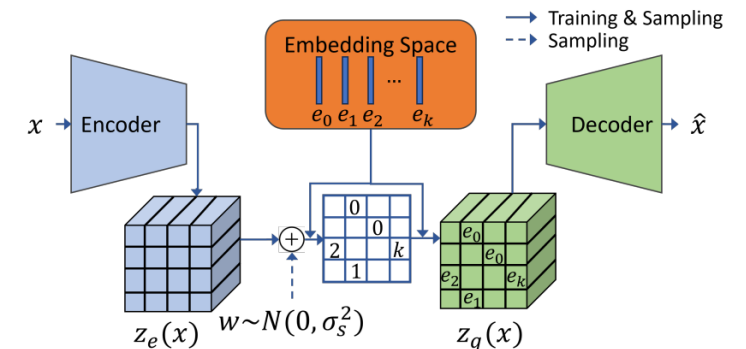 Training & Sampling
Sampling
Embedding Space
...
e₀ e₁ e₂ eₖ
x
Encoder
Decoder
x̂
0
0
2 k
1
e₀
e₀
e₂ eₖ
e₁
+
w~N(0, σₛ²)
zₑ(x)
z_q(x)